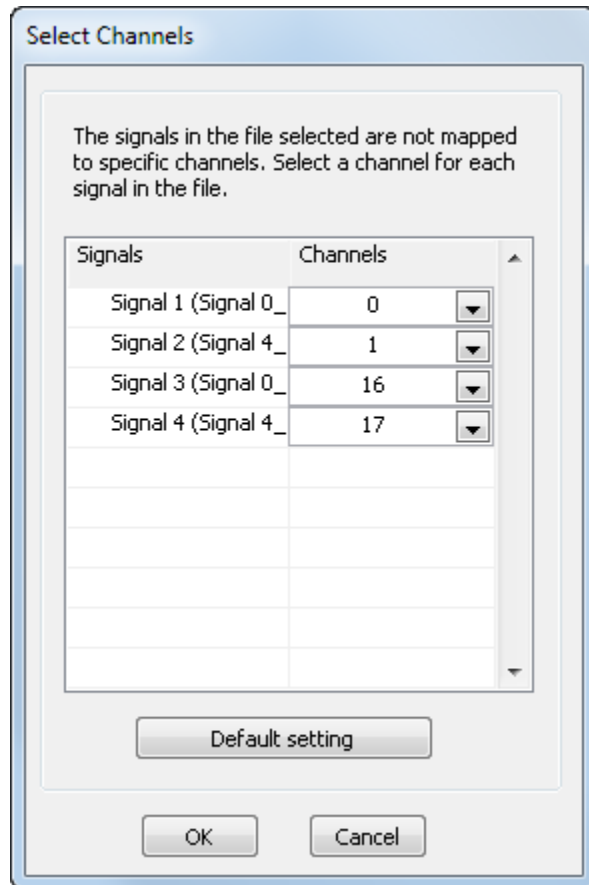 Select Channels
The signals in the file selected are not mapped
to specific channels. Select a channel for each
signal in the file.
Signals Channels
Signal 1 (Signal 0_ 0
Signal 2 (Signal 4_ 1
Signal 3 (Signal 0_ 16
Signal 4 (Signal 4_ 17
Default setting
OK Cancel